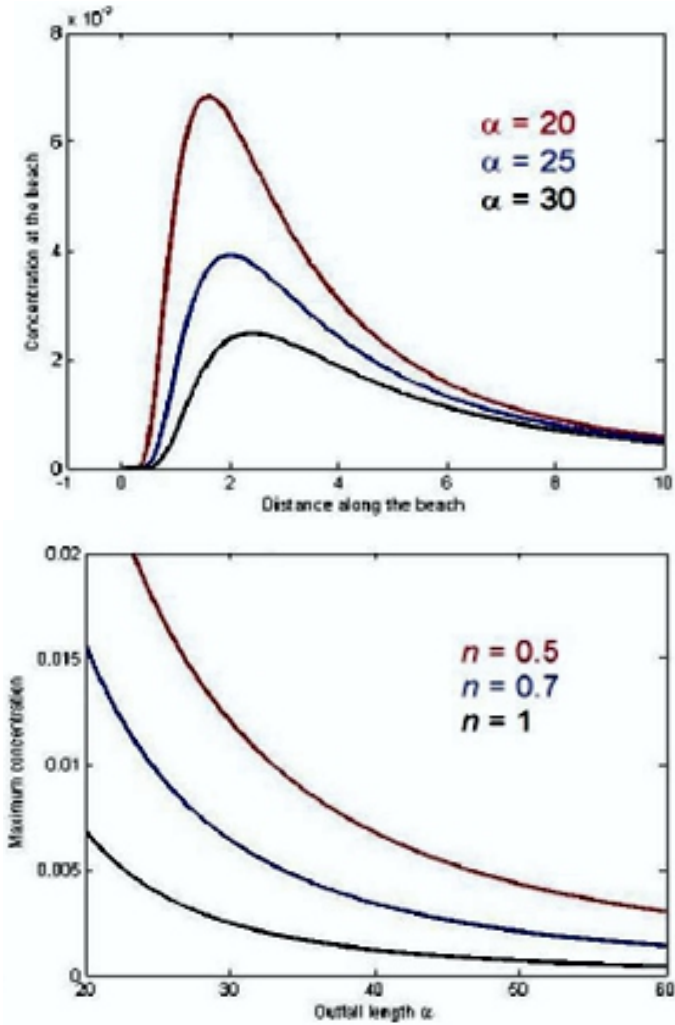 8 x 10⁻³
6
4
2
0
-1 0 2 4 6 8 10
Concentration at the beach
Distance along the beach
α = 20
α = 25
α = 30
0.02
0.015
0.01
0.005
0
20 30 40 50 60
Maximum concentration
Outfall length α
n = 0.5
n = 0.7
n = 1